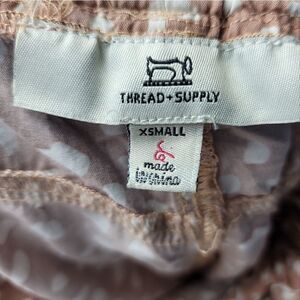 THREAD + SUPPLY
XSMALL
made
in china